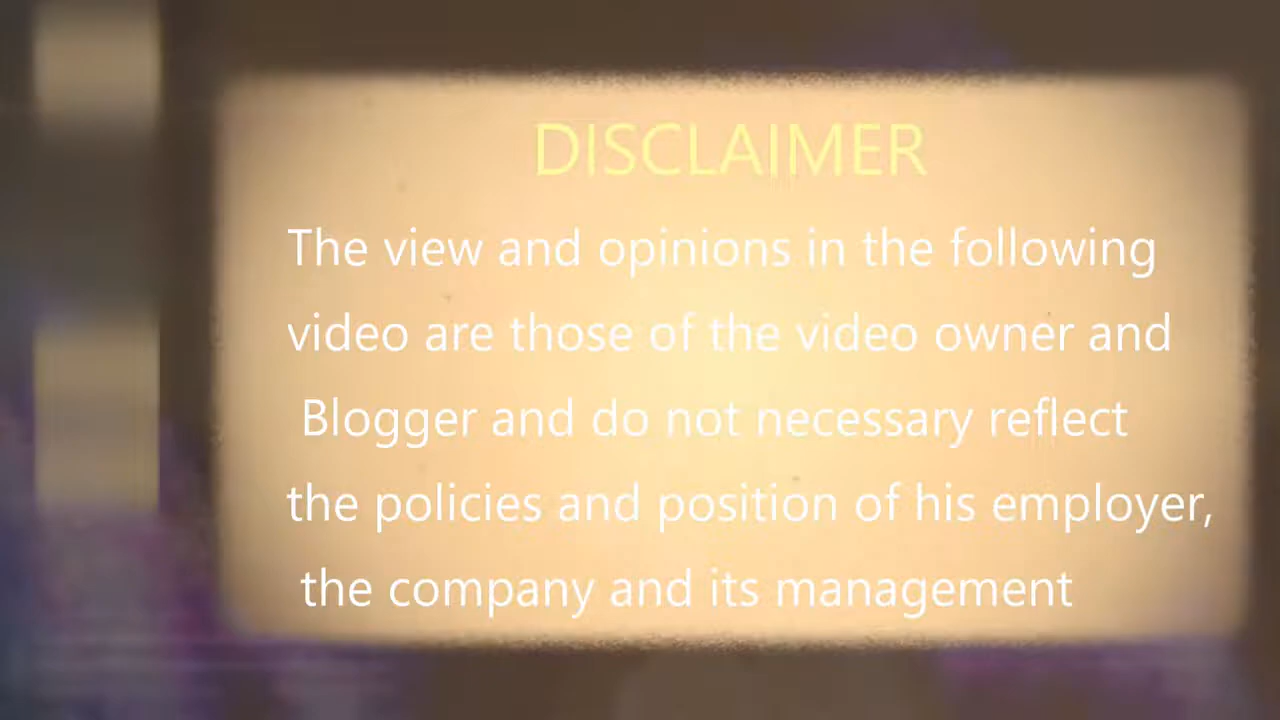 DISCLAIMER
The view and opinions in the following
video are those of the video owner and
Blogger and do not necessary reflect
the policies and position of his employer,
the company and its management